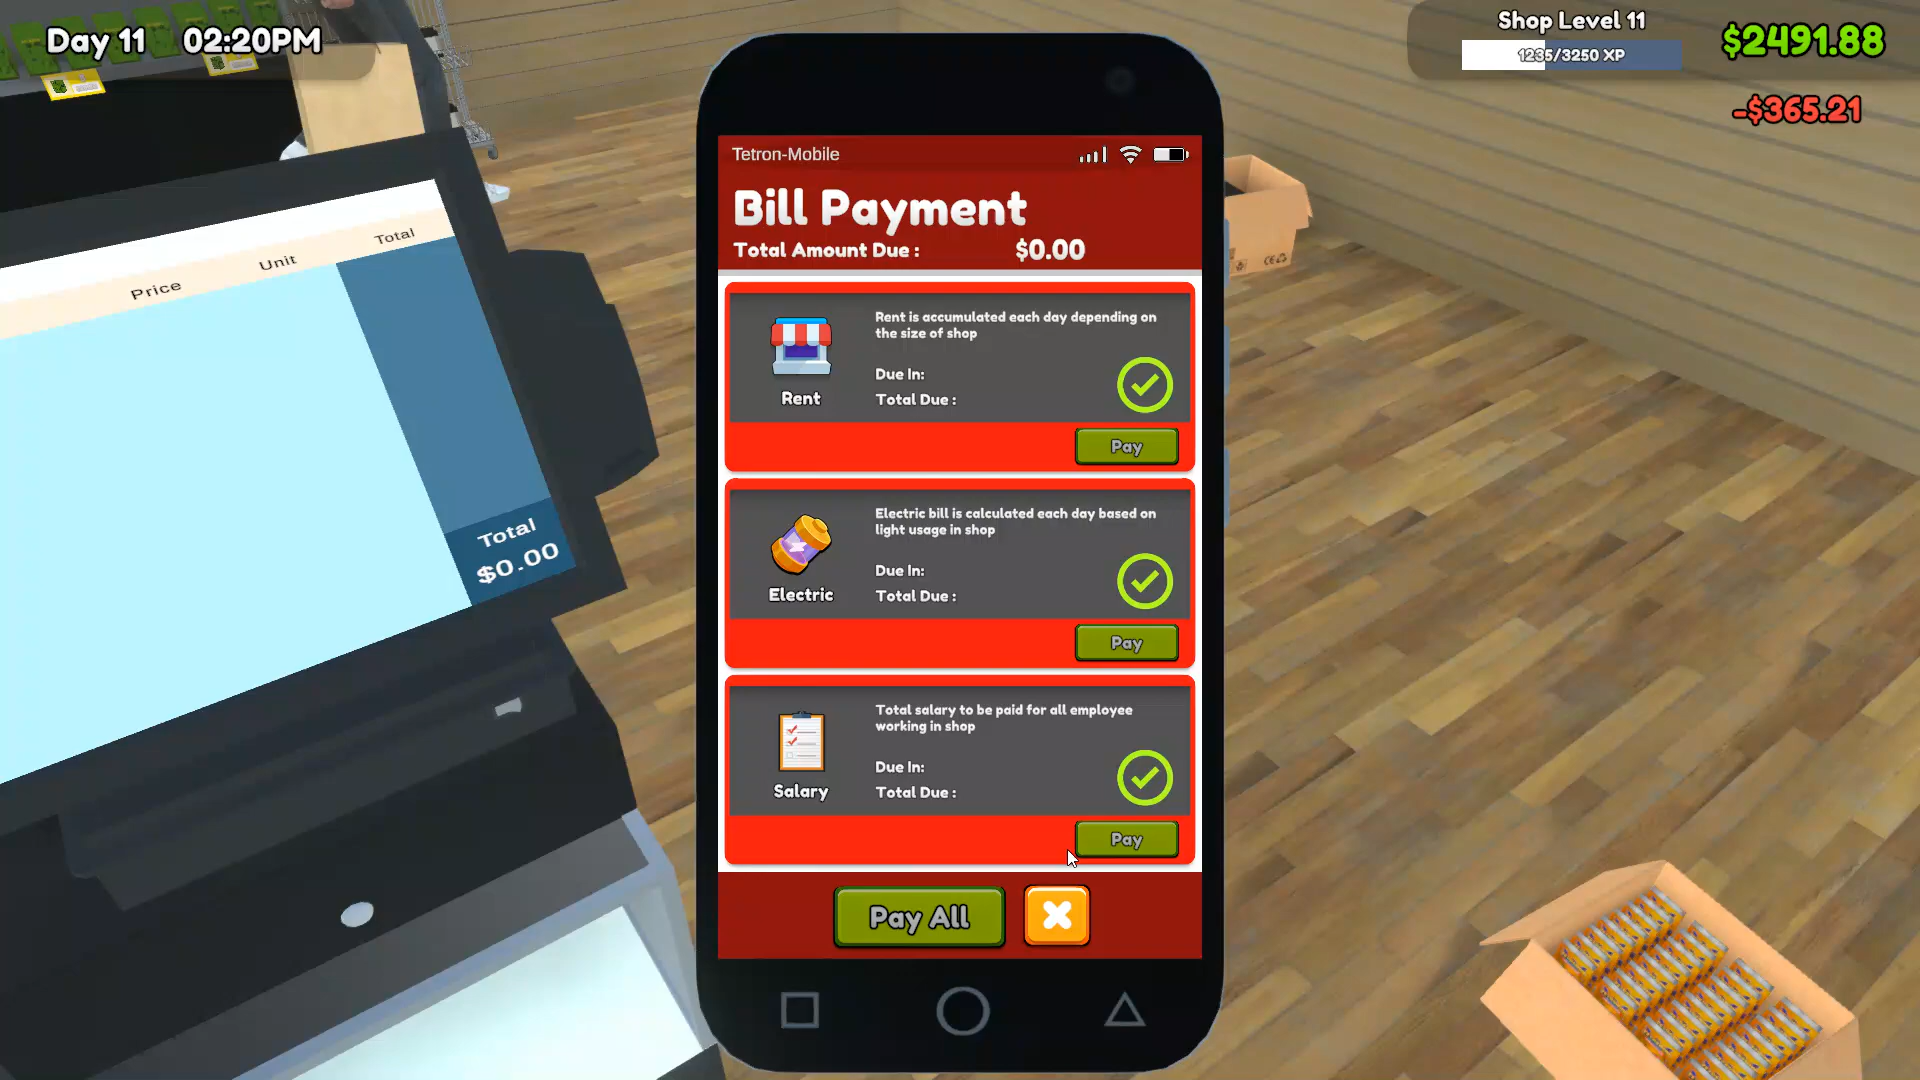 Day 11 02:20PM
Shop Level 11
1235/3250 XP
$2491.88
-$365.21
Price Unit Total
Total
$0.00
Tetron-Mobile
Bill Payment
Total Amount Due : $0.00
Rent is accumulated each day depending on
the size of shop
Due In:
Total Due :
Rent
Pay
Electric bill is calculated each day based on
light usage in shop
Due In:
Total Due :
Electric
Pay
Total salary to be paid for all employee
working in shop
Due In:
Total Due :
Salary
Pay
Pay All